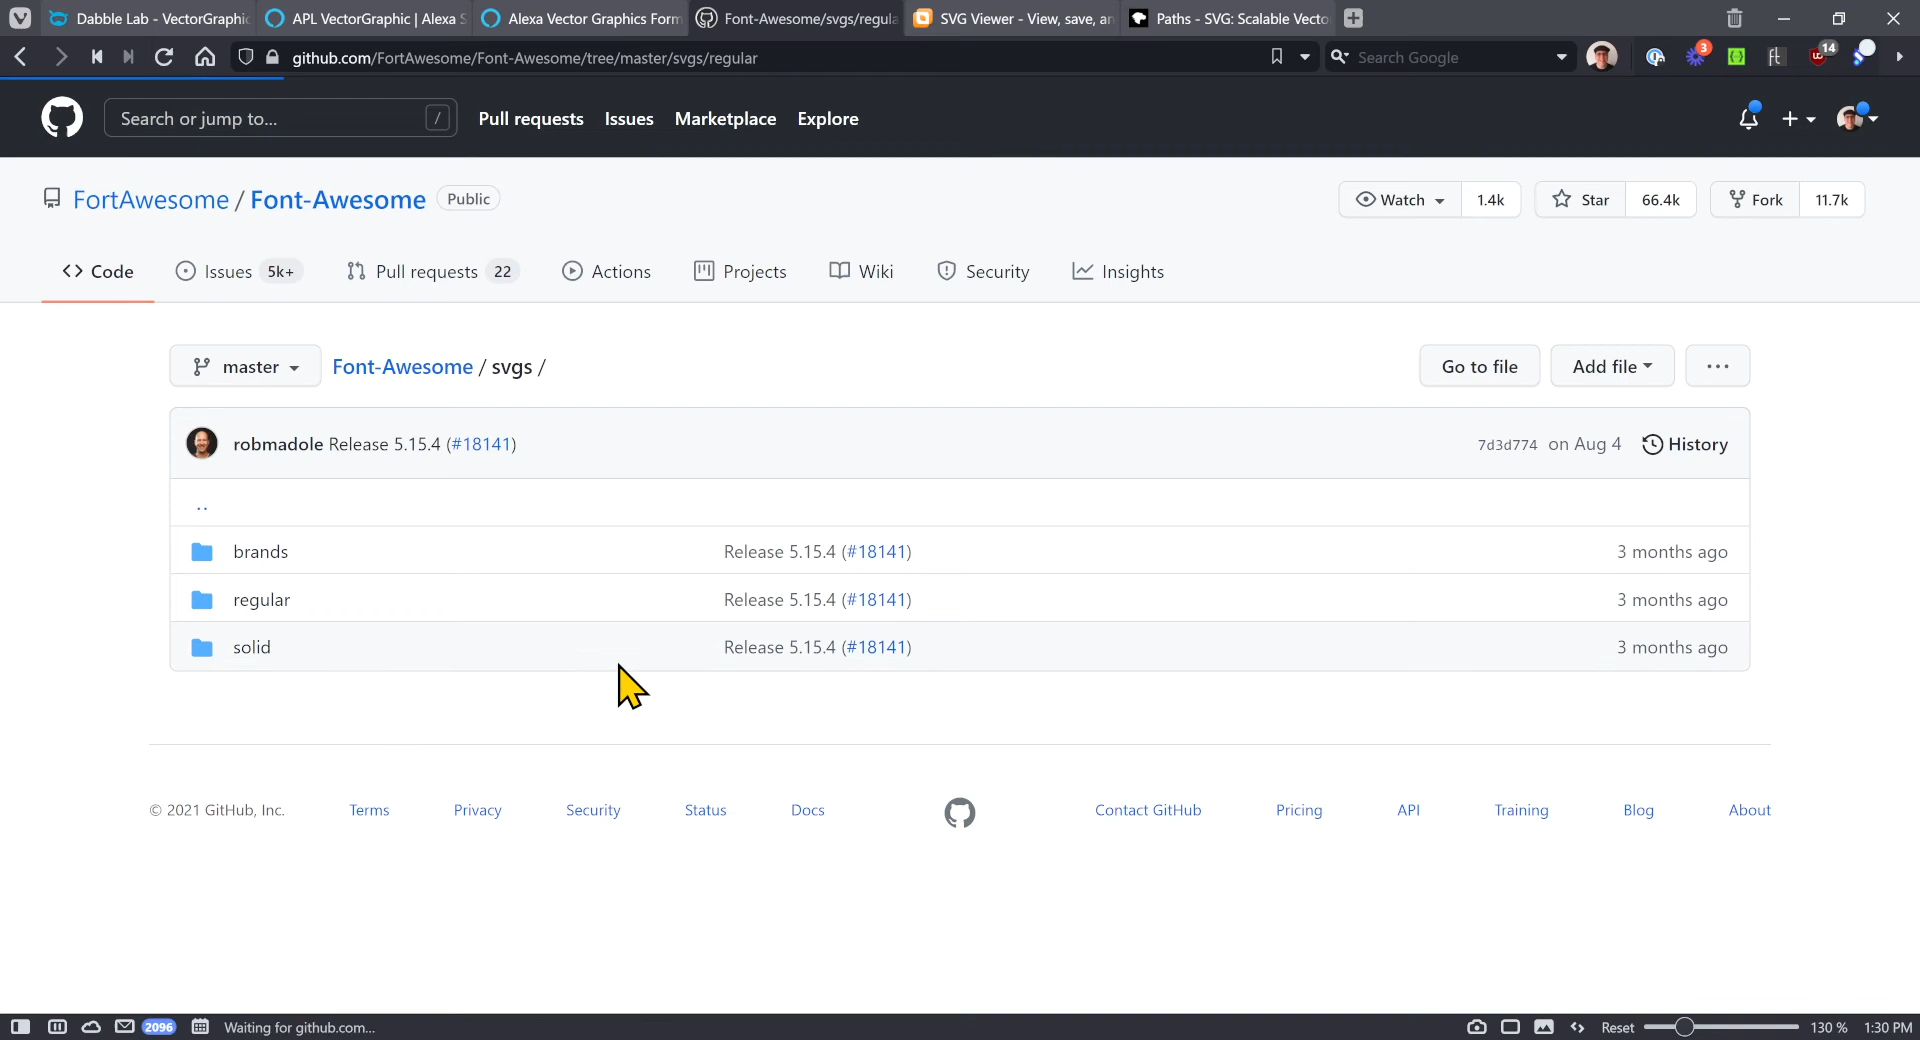 Dabble Lab - VectorGraphic
APL VectorGraphic | Alexa S
Alexa Vector Graphics Form
Font-Awesome/svgs/regula
SVG Viewer - View, save, an
Paths - SVG: Scalable Vecto
github.com/FortAwesome/Font-Awesome/tree/master/svgs/regular
Search Google
3
ft
14
Search or jump to...
/
Pull requests
Issues
Marketplace
Explore
FortAwesome / Font-Awesome
Public
Watch
1.4k
Star
66.4k
Fork
11.7k
Code
Issues 5k+
Pull requests 22
Actions
Projects
Wiki
Security
Insights
master
Font-Awesome / svgs /
Go to file
Add file
robmadole Release 5.15.4 (#18141)
7d3d774 on Aug 4
History
..
brands
Release 5.15.4 (#18141)
3 months ago
regular
Release 5.15.4 (#18141)
3 months ago
solid
Release 5.15.4 (#18141)
3 months ago
© 2021 GitHub, Inc.
Terms
Privacy
Security
Status
Docs
Contact GitHub
Pricing
API
Training
Blog
About
2096
Waiting for github.com...
Reset
130 %
1:30 PM